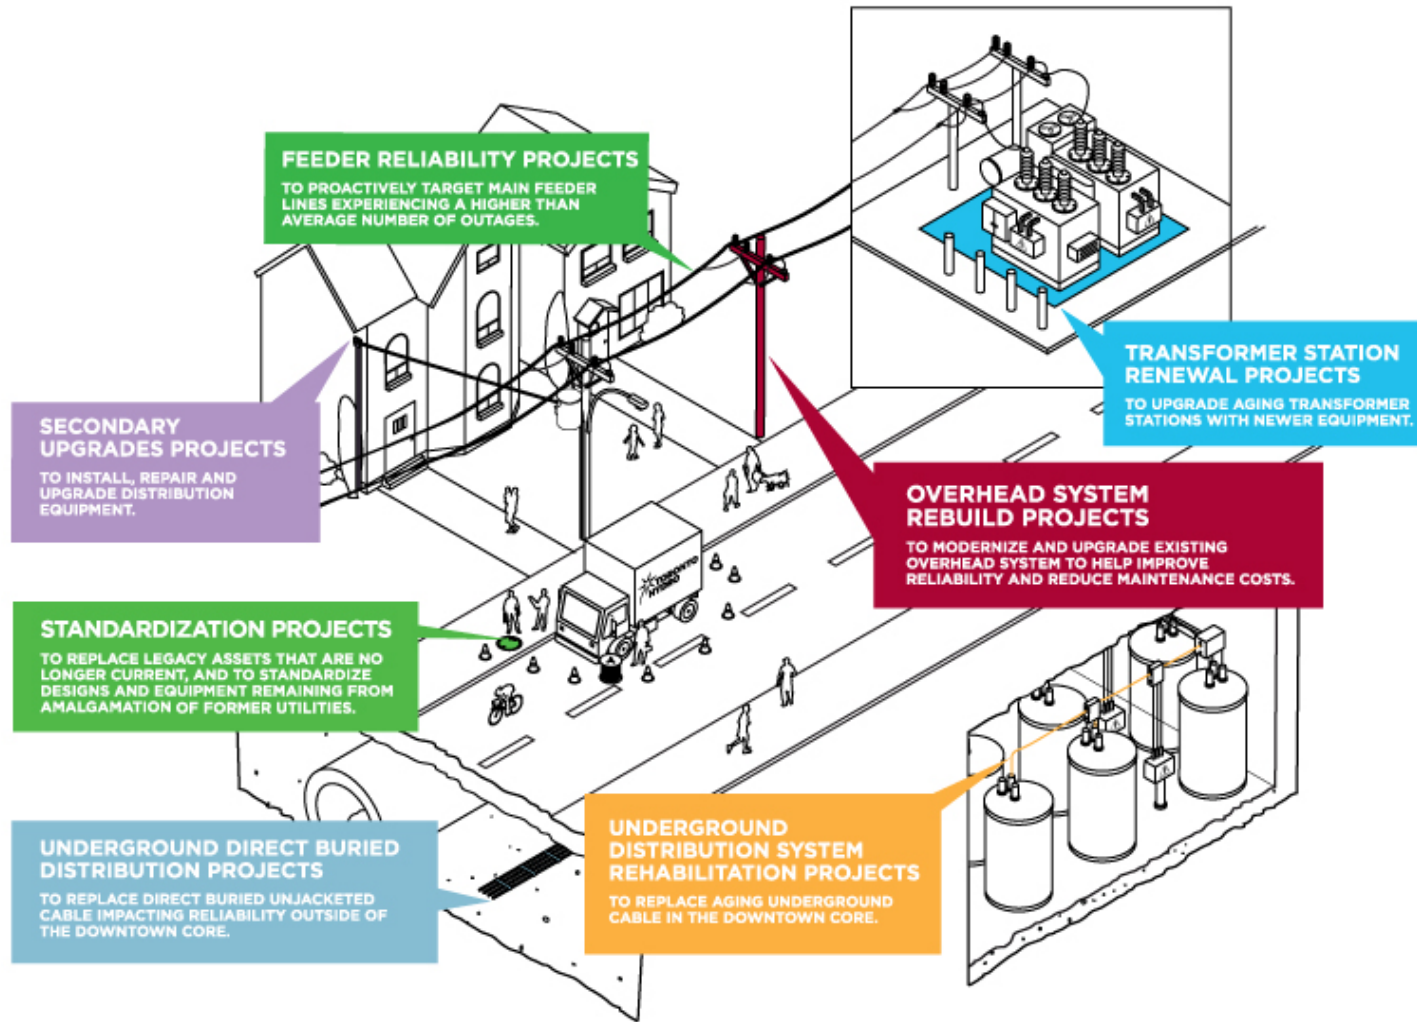 FEEDER RELIABILITY PROJECTS
TO PROACTIVELY TARGET MAIN FEEDER
LINES EXPERIENCING A HIGHER THAN
AVERAGE NUMBER OF OUTAGES.
TRANSFORMER STATION
RENEWAL PROJECTS
TO UPGRADE AGING TRANSFORMER
STATIONS WITH NEWER EQUIPMENT.
SECONDARY
UPGRADES PROJECTS
TO INSTALL, REPAIR AND
UPGRADE DISTRIBUTION
EQUIPMENT.
OVERHEAD SYSTEM
REBUILD PROJECTS
TO MODERNIZE AND UPGRADE EXISTING
OVERHEAD SYSTEM TO HELP IMPROVE
RELIABILITY AND REDUCE MAINTENANCE COSTS.
TORONTO
HYDRO
STANDARDIZATION PROJECTS
TO REPLACE LEGACY ASSETS THAT ARE NO
LONGER CURRENT, AND TO STANDARDIZE
DESIGNS AND EQUIPMENT REMAINING FROM
AMALGAMATION OF FORMER UTILITIES.
UNDERGROUND DIRECT BURIED
DISTRIBUTION PROJECTS
TO REPLACE DIRECT BURIED UNJACKETED
CABLE IMPACTING RELIABILITY OUTSIDE OF
THE DOWNTOWN CORE.
UNDERGROUND
DISTRIBUTION SYSTEM
REHABILITATION PROJECTS
TO REPLACE AGING UNDERGROUND
CABLE IN THE DOWNTOWN CORE.